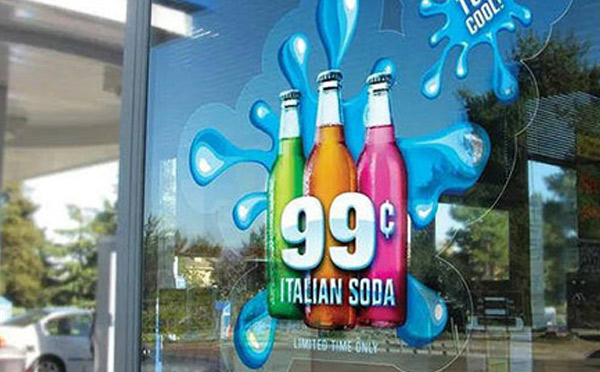 COOL!
99¢
ITALIAN SODA
LIMITED TIME ONLY